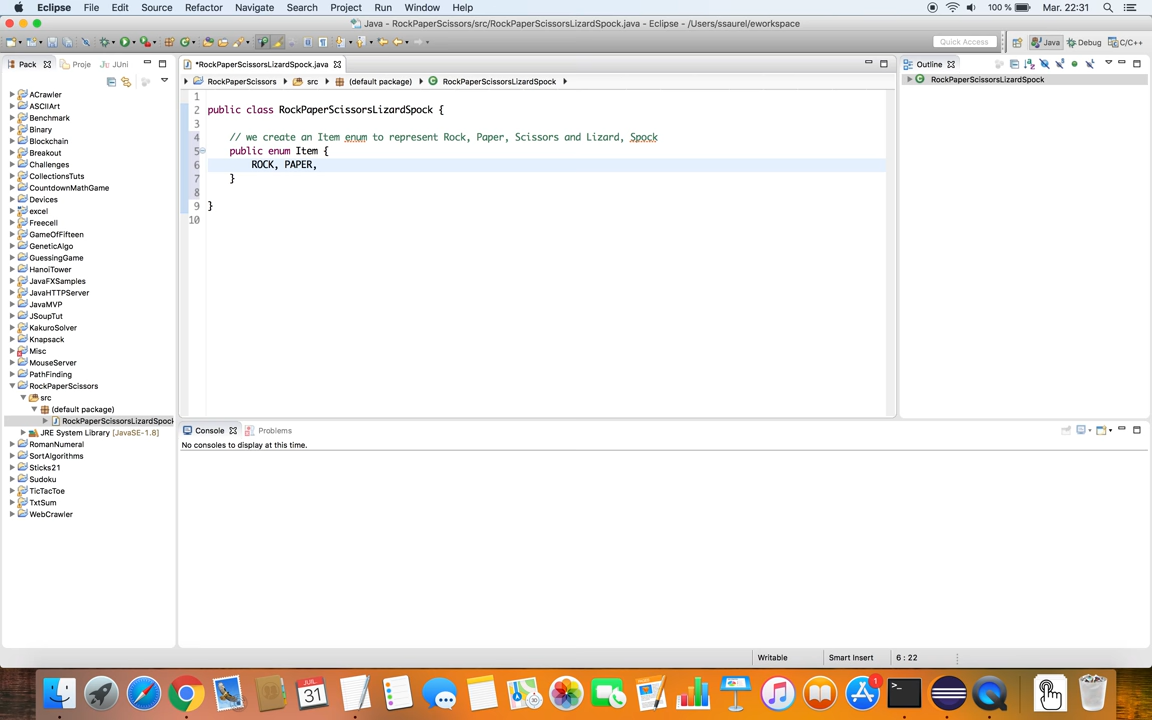 Eclipse File Edit Source Refactor Navigate Search Project Run Window Help 100 % Mar. 22:31
Java - RockPaperScissors/src/RockPaperScissorsLizardSpock.java - Eclipse - /Users/ssaurel/eworkspace
Quick Access Java Debug C/C++
Pack Proje JUni
*RockPaperScissorsLizardSpock.java
Outline
RockPaperScissors src (default package) RockPaperScissorsLizardSpock
RockPaperScissorsLizardSpock
ACrawler
ASCIIArt
Benchmark
Binary
Blockchain
Breakout
Challenges
CollectionsTuts
CountdownMathGame
Devices
excel
Freecell
GameOfFifteen
GeneticAlgo
GuessingGame
HanoiTower
JavaFXSamples
JavaHTTPServer
JavaMVP
JSoupTut
KakuroSolver
Knapsack
Misc
MouseServer
PathFinding
RockPaperScissors
src
(default package)
RockPaperScissorsLizardSpock
JRE System Library [JavaSE-1.8]
RomanNumeral
SortAlgorithms
Sticks21
Sudoku
TicTacToe
TxtSum
WebCrawler
1
2 public class RockPaperScissorsLizardSpock {
3
4 // we create an Item enum to represent Rock, Paper, Scissors and Lizard, Spock
5 public enum Item {
6 ROCK, PAPER,
7 }
8
9 }
10
Console Problems
No consoles to display at this time.
Writable Smart Insert 6 : 22
JUIL. 31
1